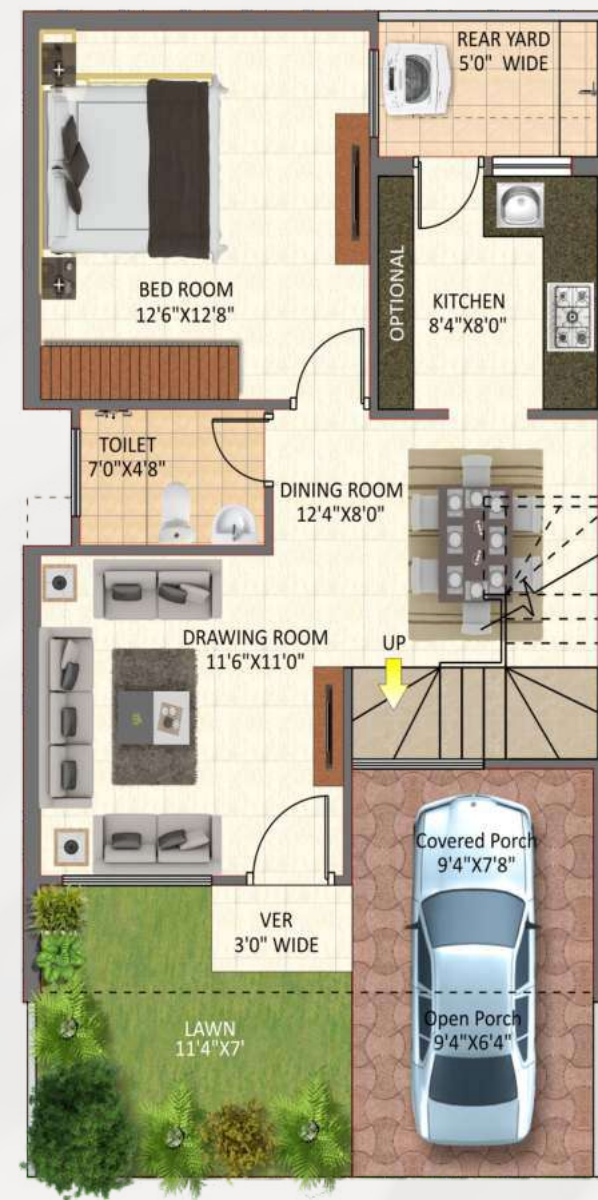 REAR YARD
5'0" WIDE
BED ROOM
12'6"X12'8"
OPTIONAL
KITCHEN
8'4"X8'0"
TOILET
7'0"X4'8"
DINING ROOM
12'4"X8'0"
DRAWING ROOM
11'6"X11'0"
UP
Covered Porch
9'4"X7'8"
VER
3'0" WIDE
Open Porch
9'4"X6'4"
LAWN
11'4"X7'